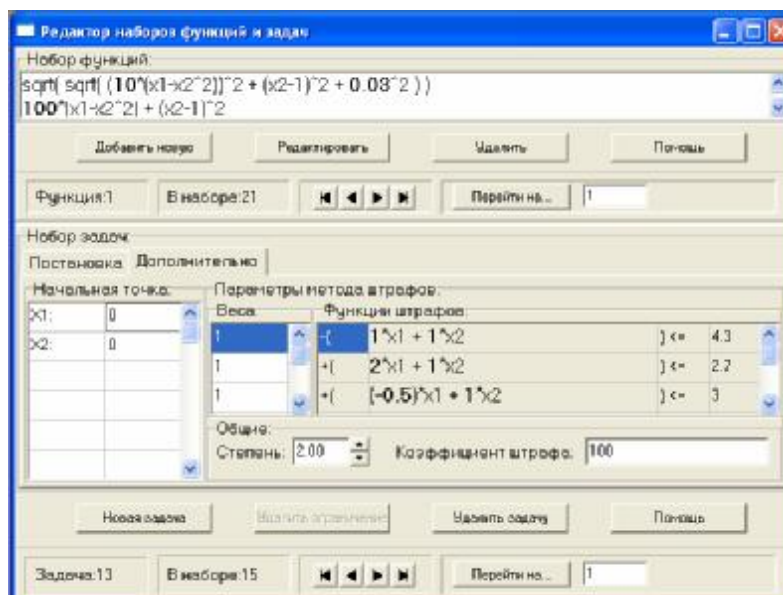 Редактор наборов функций и задач
Набор функций:
sqrt( sqrt( (10*(x1-x2^2))^2 + (x2-1)^2 + 0.03^2 ) )
100*|x1-x2^2| + (x2-1)^2
Добавить новую Редактировать Удалить Помощь
Функция:1 В наборе:21 Перейти на... 1
Набор задач:
Постановка Дополнительно
Начальная точка: Параметры метода штрафов:
Веса: Функции штрафов:
X1: 0 1 -( 1*x1 + 1*x2 ) <= 4.3
X2: 0 1 +( 2*x1 + 1*x2 ) <= 2.2
1 +( (-0.5)*x1 + 1*x2 ) <= 3
Общие:
Степень: 2.00 Коэффициент штрафа: 100
Новая задача Удалить ограничение Удалить задачу Помощь
Задача:13 В наборе:15 Перейти на... 1